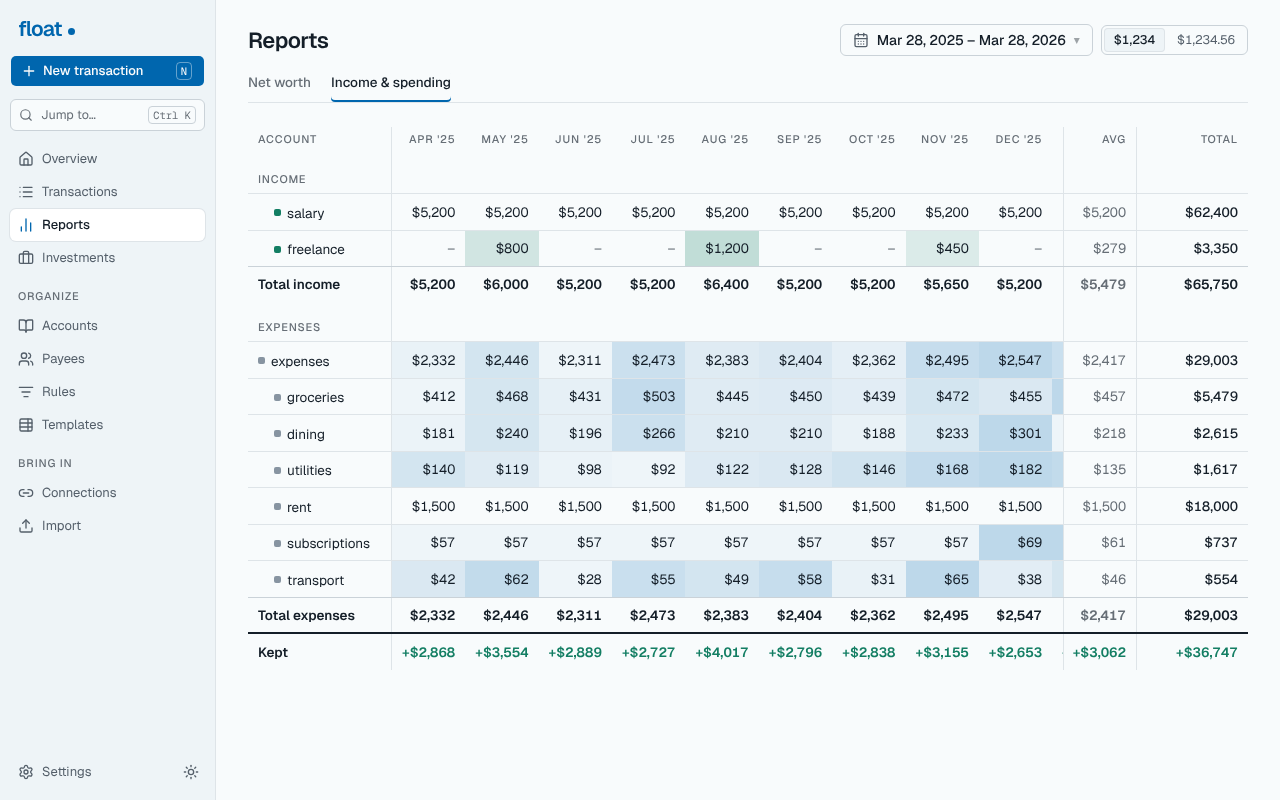 float
New transaction N
Jump to… Ctrl K
Overview
Transactions
Reports
Investments
ORGANIZE
Accounts
Payees
Rules
Templates
BRING IN
Connections
Import
Settings
Reports
Mar 28, 2025 – Mar 28, 2026 ▾
$1,234 $1,234.56
Net worth Income & spending
ACCOUNT APR '25 MAY '25 JUN '25 JUL '25 AUG '25 SEP '25 OCT '25 NOV '25 DEC '25 AVG TOTAL
INCOME
salary $5,200 $5,200 $5,200 $5,200 $5,200 $5,200 $5,200 $5,200 $5,200 $5,200 $62,400
freelance – $800 – – $1,200 – – $450 – $279 $3,350
Total income $5,200 $6,000 $5,200 $5,200 $6,400 $5,200 $5,200 $5,650 $5,200 $5,479 $65,750
EXPENSES
expenses $2,332 $2,446 $2,311 $2,473 $2,383 $2,404 $2,362 $2,495 $2,547 $2,417 $29,003
groceries $412 $468 $431 $503 $445 $450 $439 $472 $455 $457 $5,479
dining $181 $240 $196 $266 $210 $210 $188 $233 $301 $218 $2,615
utilities $140 $119 $98 $92 $122 $128 $146 $168 $182 $135 $1,617
rent $1,500 $1,500 $1,500 $1,500 $1,500 $1,500 $1,500 $1,500 $1,500 $1,500 $18,000
subscriptions $57 $57 $57 $57 $57 $57 $57 $57 $69 $61 $737
transport $42 $62 $28 $55 $49 $58 $31 $65 $38 $46 $554
Total expenses $2,332 $2,446 $2,311 $2,473 $2,383 $2,404 $2,362 $2,495 $2,547 $2,417 $29,003
Kept +$2,868 +$3,554 +$2,889 +$2,727 +$4,017 +$2,796 +$2,838 +$3,155 +$2,653 +$3,062 +$36,747